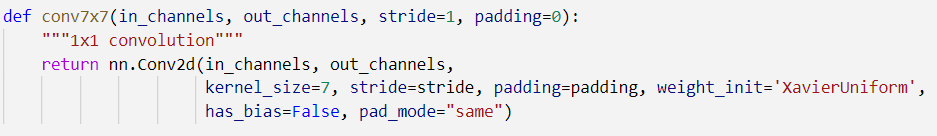 def conv7x7(in_channels, out_channels, stride=1, padding=0):
    """1x1 convolution"""
    return nn.Conv2d(in_channels, out_channels,
                     kernel_size=7, stride=stride, padding=padding, weight_init='XavierUniform',
                     has_bias=False, pad_mode="same")